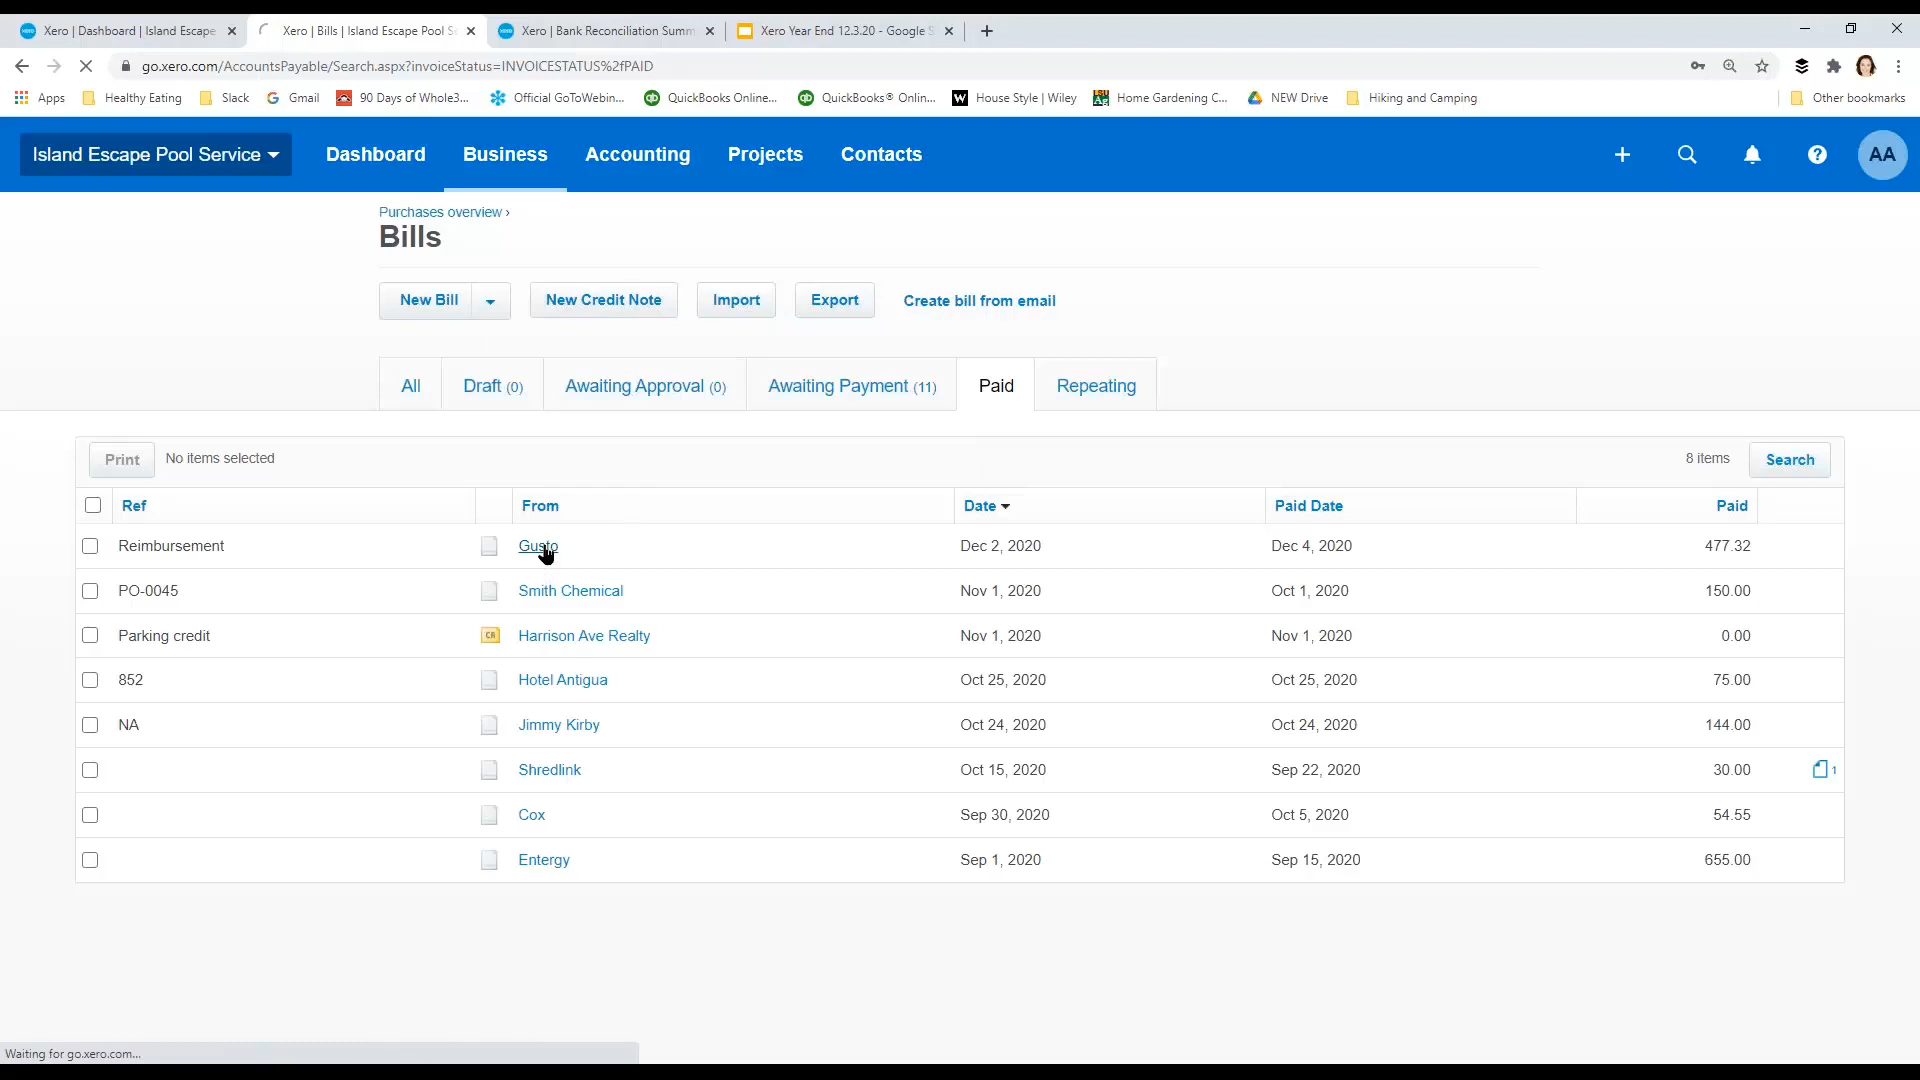 Xero | Dashboard | Island Escape
Xero | Bills | Island Escape Pool S
Xero | Bank Reconciliation Summ
Xero Year End 12.3.20 - Google S
go.xero.com/AccountsPayable/Search.aspx?invoiceStatus=INVOICESTATUS%2fPAID
Apps
Healthy Eating
Slack
Gmail
90 Days of Whole3...
Official GoToWebin...
QuickBooks Online...
QuickBooks® Onlin...
House Style | Wiley
Home Gardening C...
NEW Drive
Hiking and Camping
Other bookmarks
Island Escape Pool Service
Dashboard
Business
Accounting
Projects
Contacts
AA
Purchases overview ›
Bills
New Bill
New Credit Note
Import
Export
Create bill from email
All
Draft (0)
Awaiting Approval (0)
Awaiting Payment (11)
Paid
Repeating
Print
No items selected
8 items
Search
Ref From Date Paid Date Paid
Reimbursement Gusto Dec 2, 2020 Dec 4, 2020 477.32
PO-0045 Smith Chemical Nov 1, 2020 Oct 1, 2020 150.00
Parking credit CR Harrison Ave Realty Nov 1, 2020 Nov 1, 2020 0.00
852 Hotel Antigua Oct 25, 2020 Oct 25, 2020 75.00
NA Jimmy Kirby Oct 24, 2020 Oct 24, 2020 144.00
Shredlink Oct 15, 2020 Sep 22, 2020 30.00 1
Cox Sep 30, 2020 Oct 5, 2020 54.55
Entergy Sep 1, 2020 Sep 15, 2020 655.00
Waiting for go.xero.com...